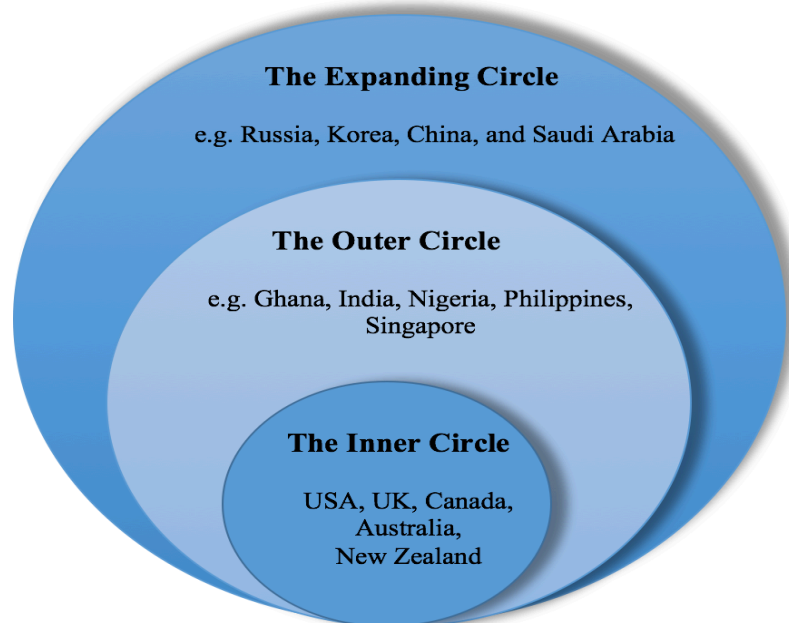 The Expanding Circle
e.g. Russia, Korea, China, and Saudi Arabia
The Outer Circle
e.g. Ghana, India, Nigeria, Philippines,
Singapore
The Inner Circle
USA, UK, Canada,
Australia,
New Zealand